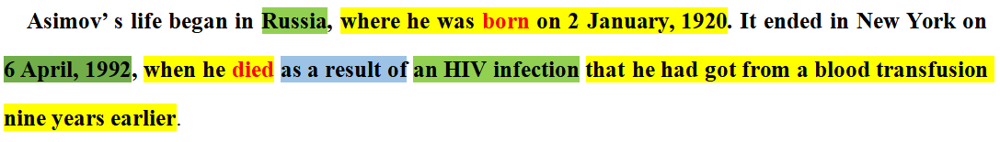 Asimov’ s life began in Russia, where he was born on 2 January, 1920. It ended in New York on
6 April, 1992, when he died as a result of an HIV infection that he had got from a blood transfusion
nine years earlier.